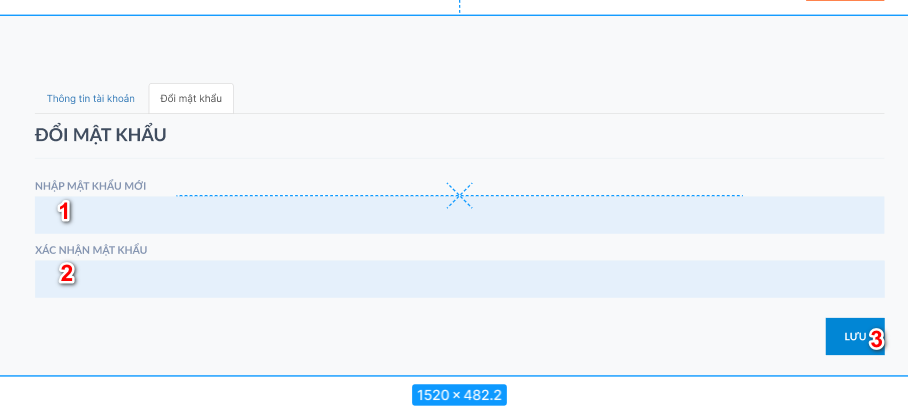 Thông tin tài khoản Đổi mật khẩu
ĐỔI MẬT KHẨU
NHẬP MẬT KHẨU MỚI
1
XÁC NHẬN MẬT KHẨU
2
LƯU 3
1520 × 482.2